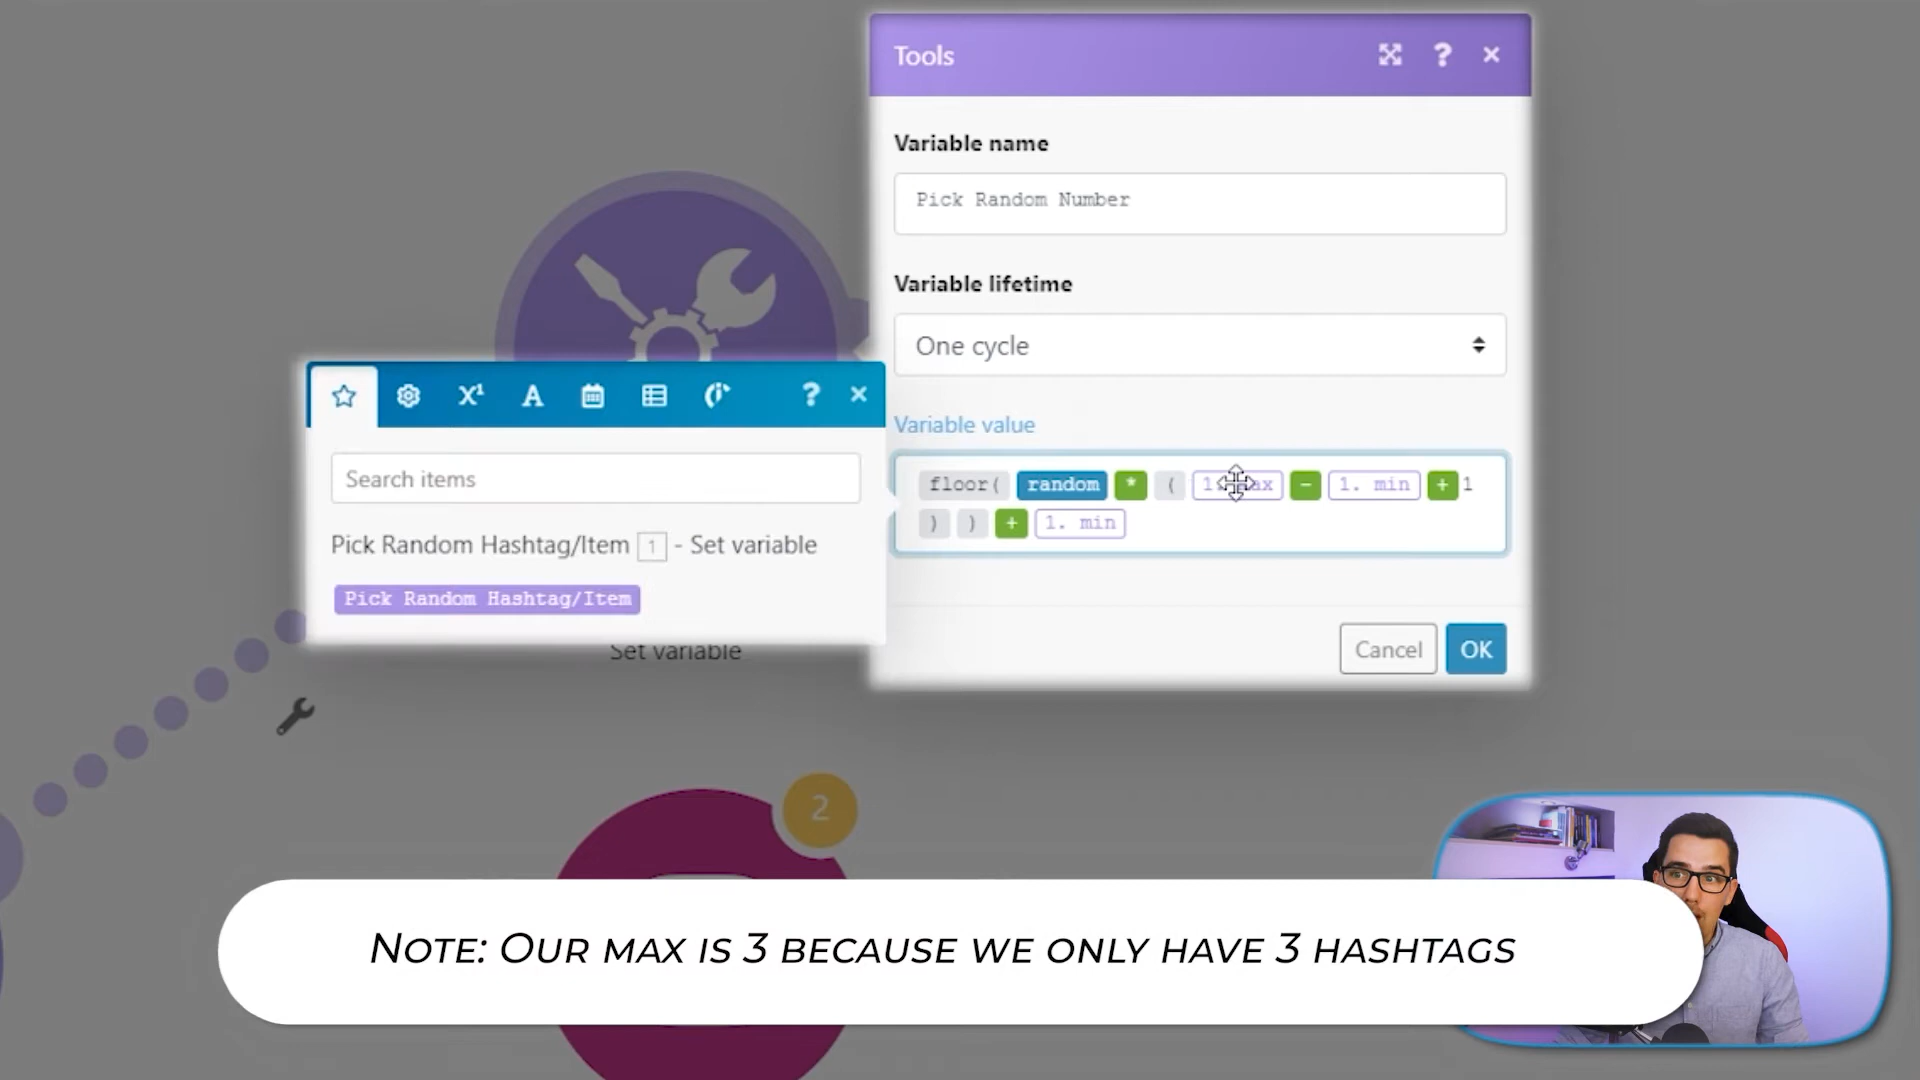 Tools
Variable name
Pick Random Number
Variable lifetime
One cycle
Variable value
floor( random * ( 1. max - 1. min + 1
) ) + 1. min
Cancel OK
Search items
Pick Random Hashtag/Item 1 - Set variable
Pick Random Hashtag/Item
Set variable
2
NOTE: OUR MAX IS 3 BECAUSE WE ONLY HAVE 3 HASHTAGS